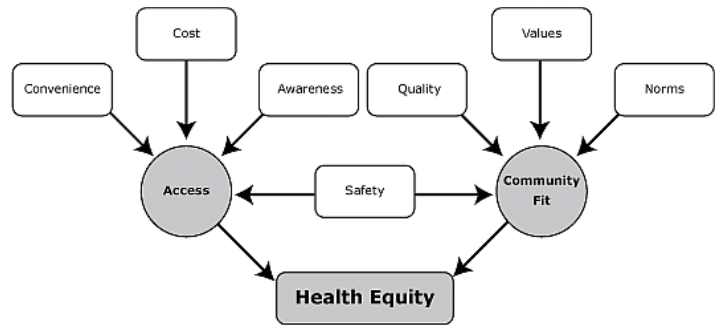 Cost
Values
Convenience
Awareness
Quality
Norms
Access
Safety
Community
Fit
Health Equity